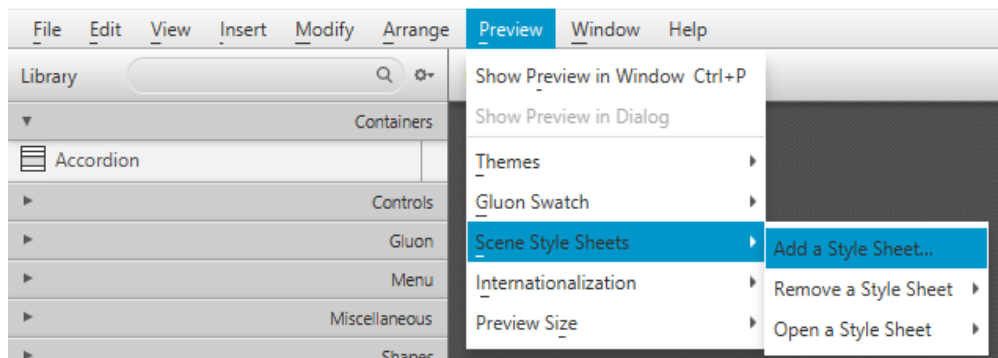 File Edit View Insert Modify Arrange Preview Window Help
Library
Containers
Accordion
Controls
Gluon
Menu
Miscellaneous
Shapes
Show Preview in Window Ctrl+P
Show Preview in Dialog
Themes
Gluon Swatch
Scene Style Sheets
Internationalization
Preview Size
Add a Style Sheet...
Remove a Style Sheet
Open a Style Sheet